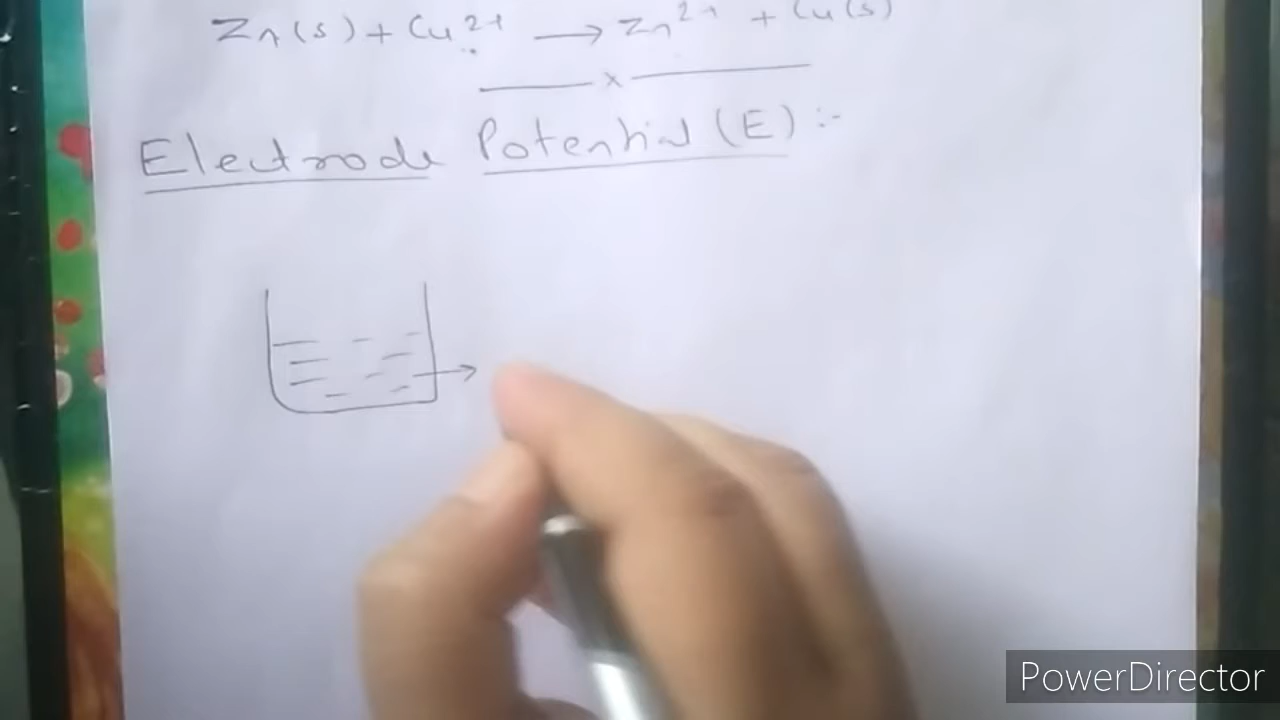 Zn(s) + Cu²⁺ → Zn²⁺ + Cu(s)
x
Electrode Potential (E) :-
PowerDirector